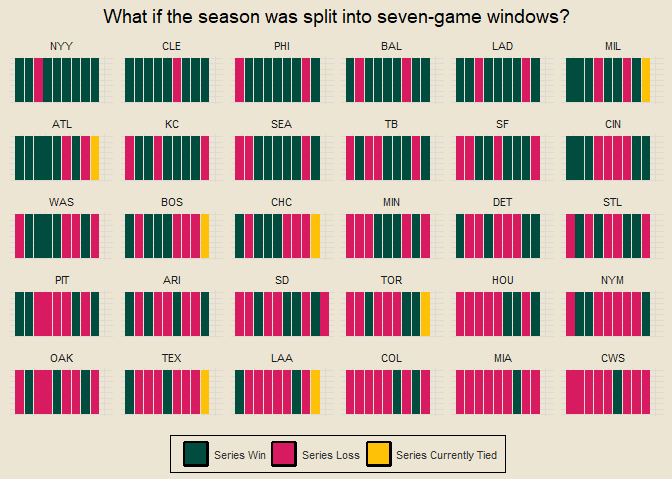 What if the season was split into seven-game windows?
NYY CLE PHI BAL LAD MIL
ATL KC SEA TB SF CIN
WAS BOS CHC MIN DET STL
PIT ARI SD TOR HOU NYM
OAK TEX LAA COL MIA CWS
Series Win Series Loss Series Currently Tied